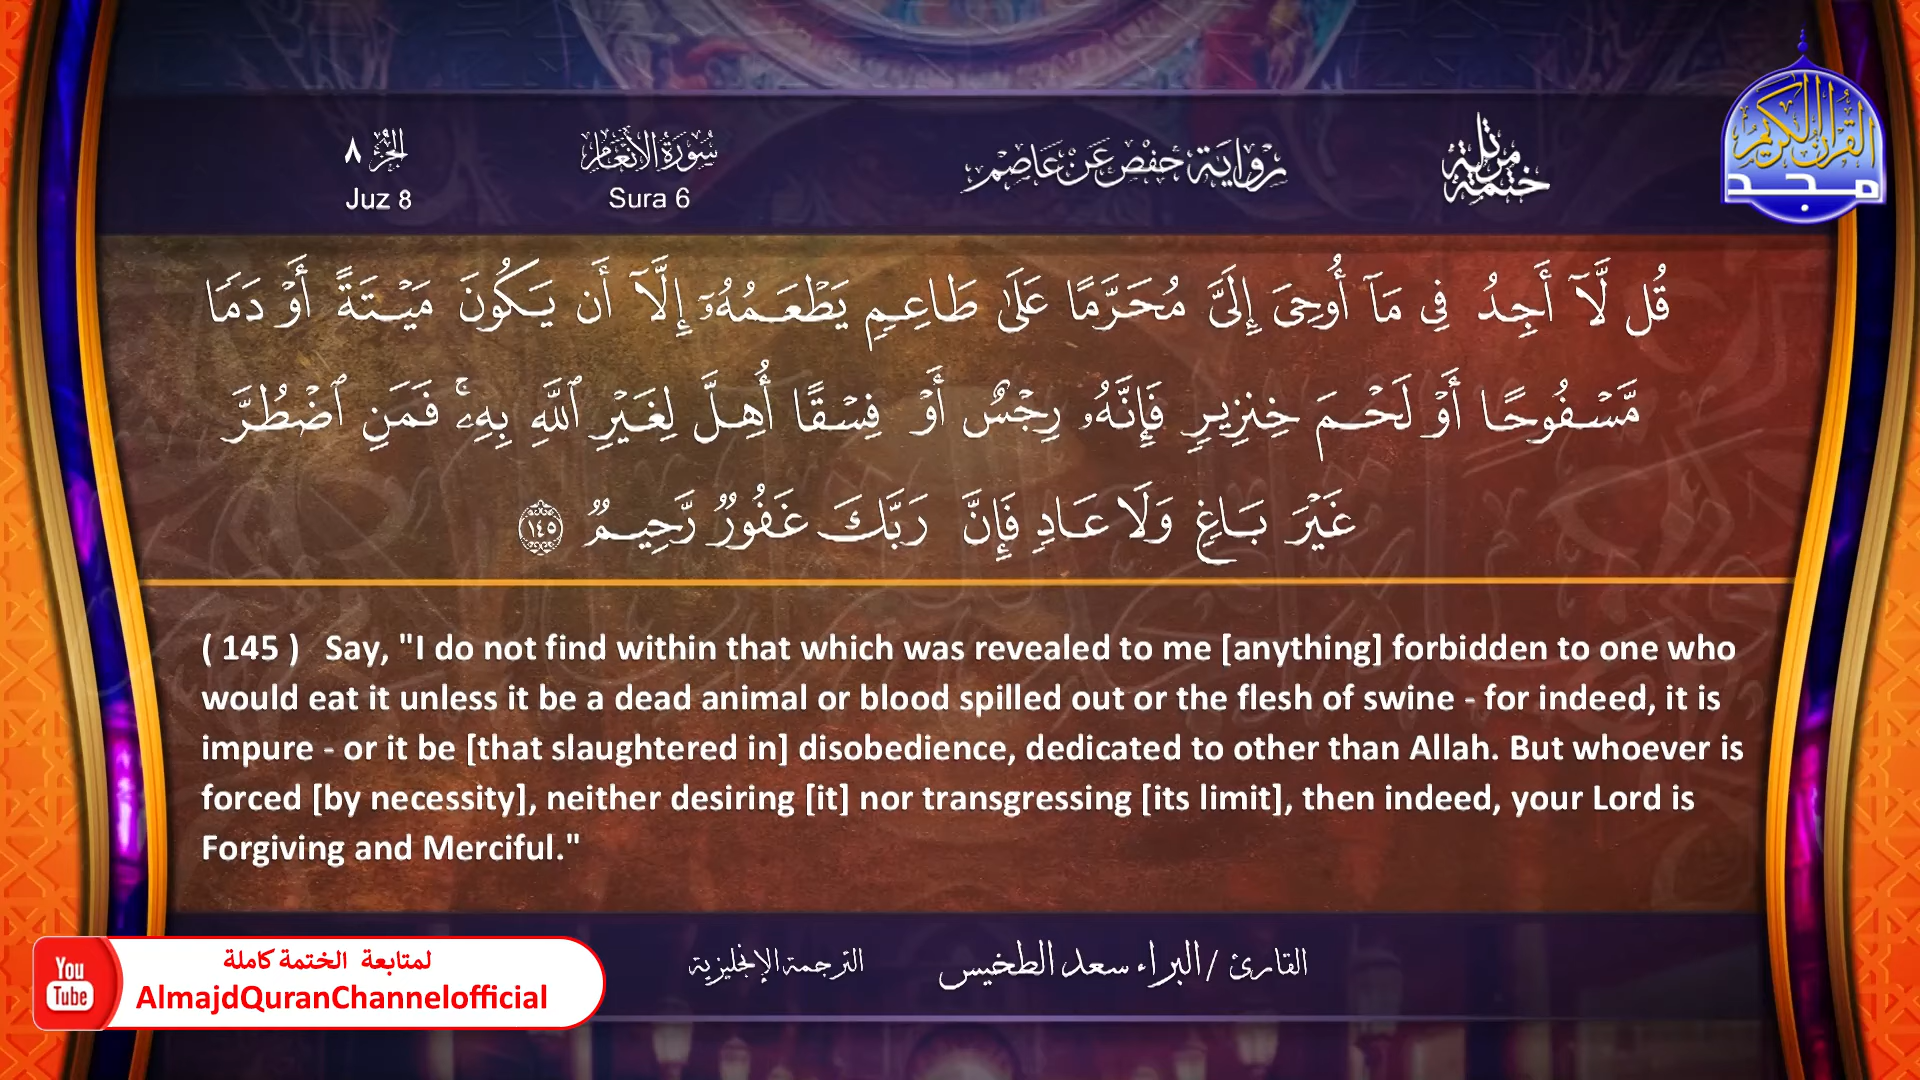 ختمة مرتلة
رواية حفص عن عاصم
سُورَةُ الأَنْعَام
Sura 6
الجزء ٨
Juz 8
القرآن الكريم
مجد
قُل لَّآ أَجِدُ فِى مَآ أُوحِىَ إِلَىَّ مُحَرَّمًا عَلَىٰ طَاعِمٍ يَطْعَمُهُۥٓ إِلَّآ أَن يَكُونَ مَيْتَةً أَوْ دَمًا
مَّسْفُوحًا أَوْ لَحْمَ خِنزِيرٍ فَإِنَّهُۥ رِجْسٌ أَوْ فِسْقًا أُهِلَّ لِغَيْرِ ٱللَّهِ بِهِۦ ۚ فَمَنِ ٱضْطُرَّ
غَيْرَ بَاغٍ وَلَا عَادٍ فَإِنَّ رَبَّكَ غَفُورٌ رَّحِيمٌ ١٤٥
( 145 ) Say, "I do not find within that which was revealed to me [anything] forbidden to one who
would eat it unless it be a dead animal or blood spilled out or the flesh of swine - for indeed, it is
impure - or it be [that slaughtered in] disobedience, dedicated to other than Allah. But whoever is
forced [by necessity], neither desiring [it] nor transgressing [its limit], then indeed, your Lord is
Forgiving and Merciful."
القارئ / البراء سعد الطخيس
الترجمة الإنجليزية
You
Tube
لمتابعة الختمة كاملة
AlmajdQuranChannelofficial